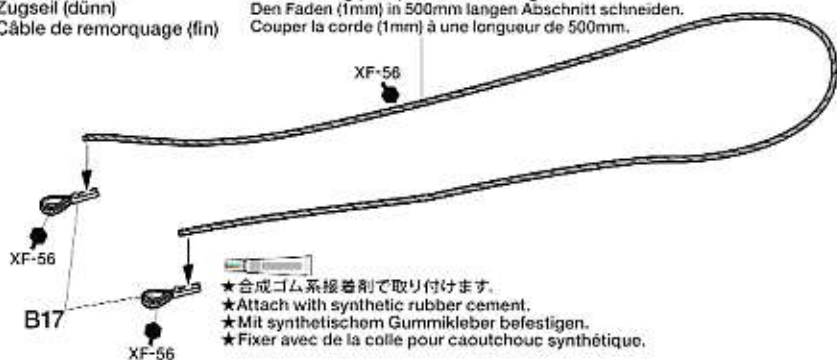 Zugseil (dünn)
Câble de remorquage (fin)
Den Faden (1mm) in 500mm langen Abschnitt schneiden.
Couper la corde (1mm) à une longueur de 500mm.
XF-56
XF-56
B17
XF-56
★合成ゴム系接着剤で取り付けます.
★Attach with synthetic rubber cement.
★Mit synthetischem Gummikleber befestigen.
★Fixer avec de la colle pour caoutchouc synthétique.